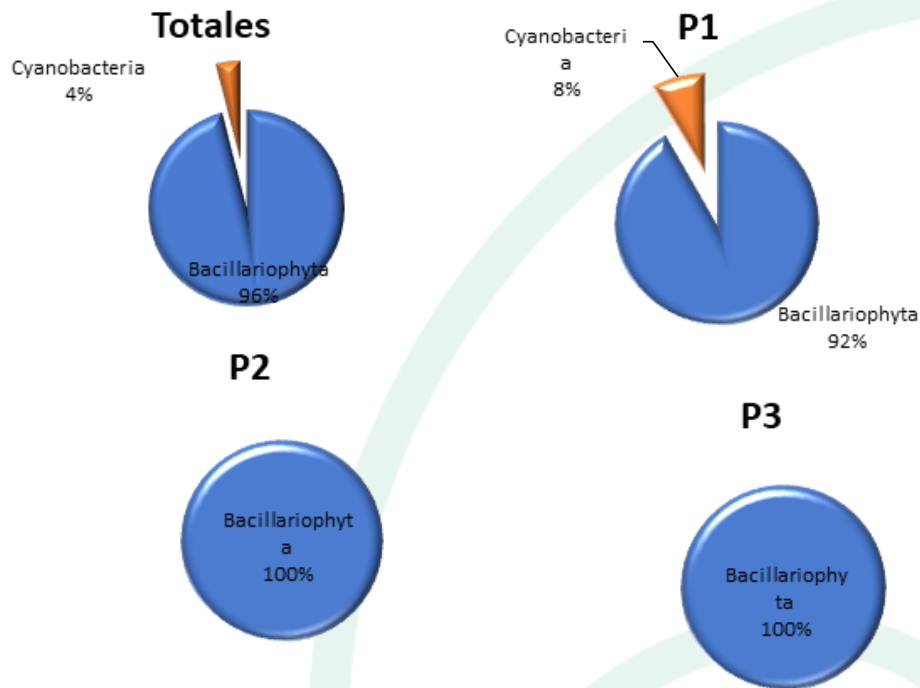 Totales
Cyanobacteria
4%
Bacillariophyta
96%
P1
Cyanobacteri
a
8%
Bacillariophyta
92%
P2
Bacillariophyt
a
100%
P3
Bacillariophy
ta
100%